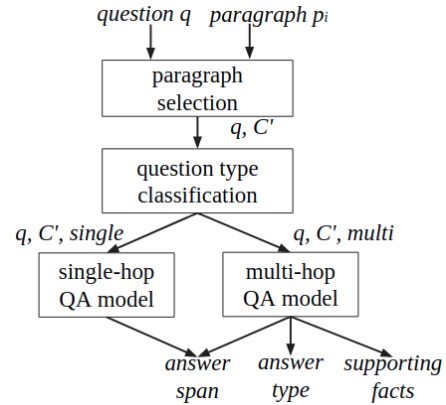 question q paragraph pᵢ
paragraph
selection
q, C'
question type
classification
q, C', single q, C', multi
single-hop multi-hop
QA model QA model
answer answer supporting
span type facts